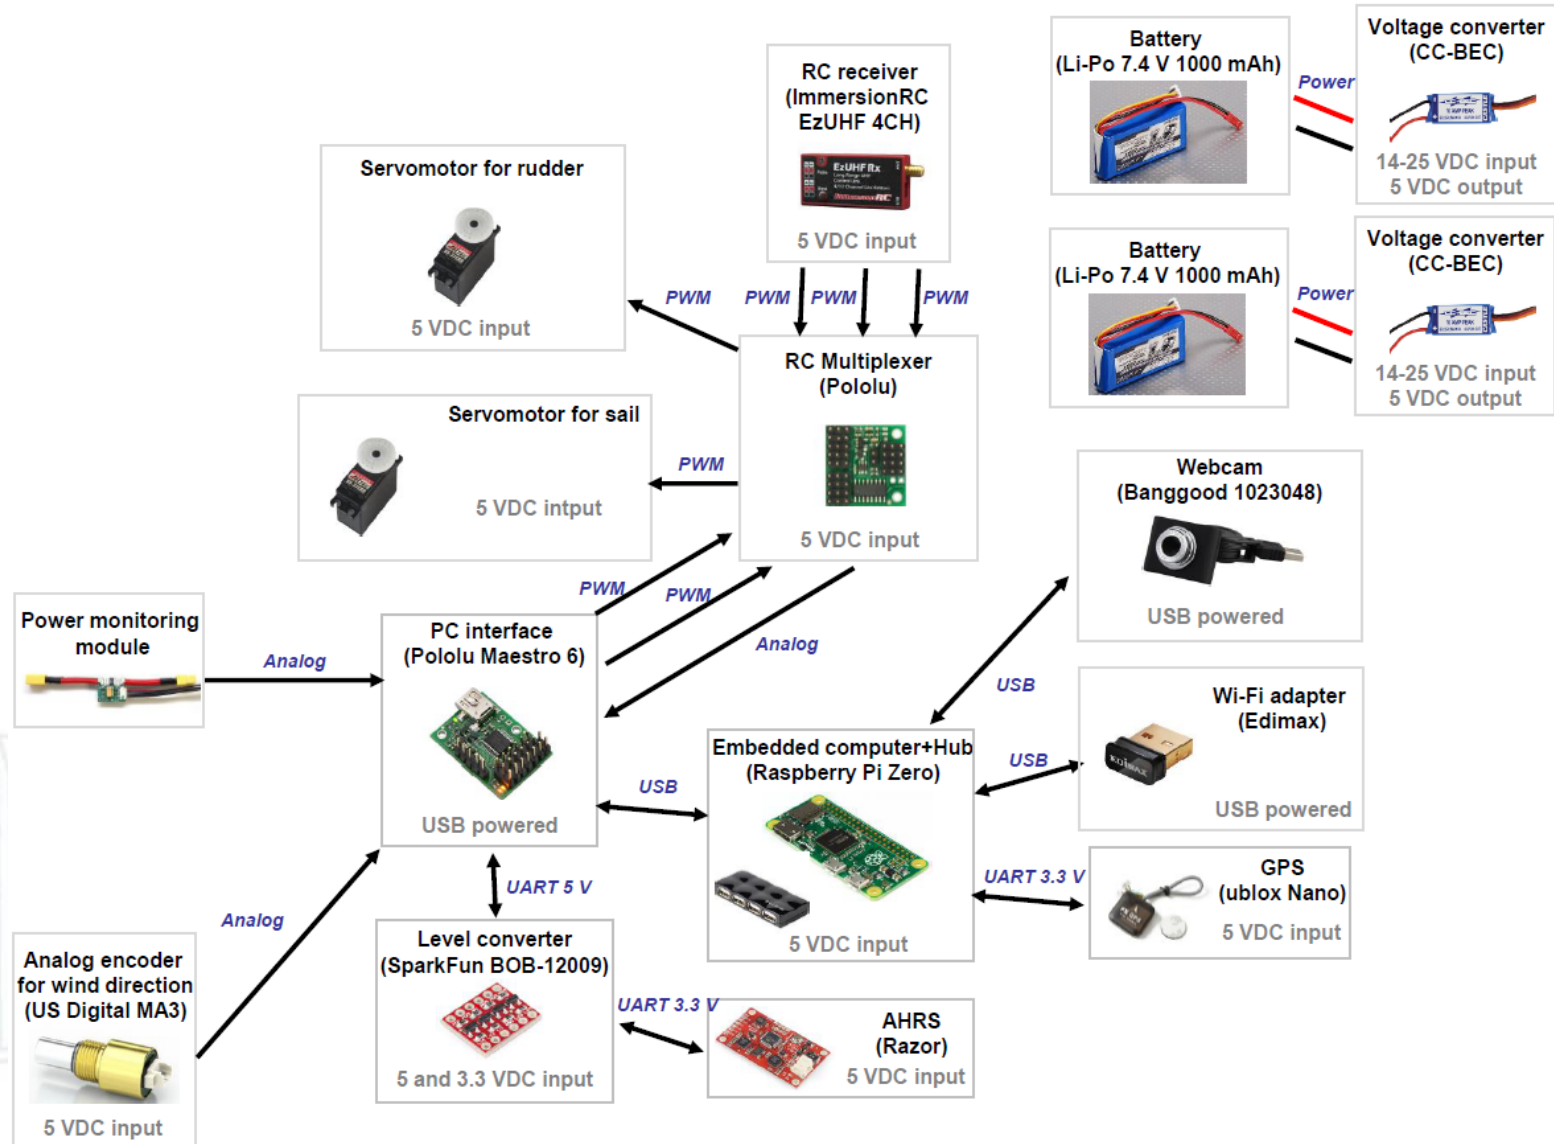 Battery
(Li-Po 7.4 V 1000 mAh)
Power
Voltage converter
(CC-BEC)
14-25 VDC input
5 VDC output
RC receiver
(ImmersionRC
EzUHF 4CH)
EzUHF Rx
5 VDC input
Servomotor for rudder
5 VDC input
Battery
(Li-Po 7.4 V 1000 mAh)
Power
Voltage converter
(CC-BEC)
14-25 VDC input
5 VDC output
PWM
PWM
PWM
PWM
RC Multiplexer
(Pololu)
5 VDC input
Servomotor for sail
5 VDC intput
PWM
Webcam
(Banggood 1023048)
USB powered
PWM
PWM
Analog
Power monitoring
module
Analog
PC interface
(Pololu Maestro 6)
USB powered
USB
Wi-Fi adapter
(Edimax)
EDIMAX
USB powered
USB
Embedded computer+Hub
(Raspberry Pi Zero)
5 VDC input
USB
UART 3.3 V
GPS
(ublox Nano)
5 VDC input
UART 5 V
Analog
Analog encoder
for wind direction
(US Digital MA3)
5 VDC input
Level converter
(SparkFun BOB-12009)
5 and 3.3 VDC input
UART 3.3 V
AHRS
(Razor)
5 VDC input